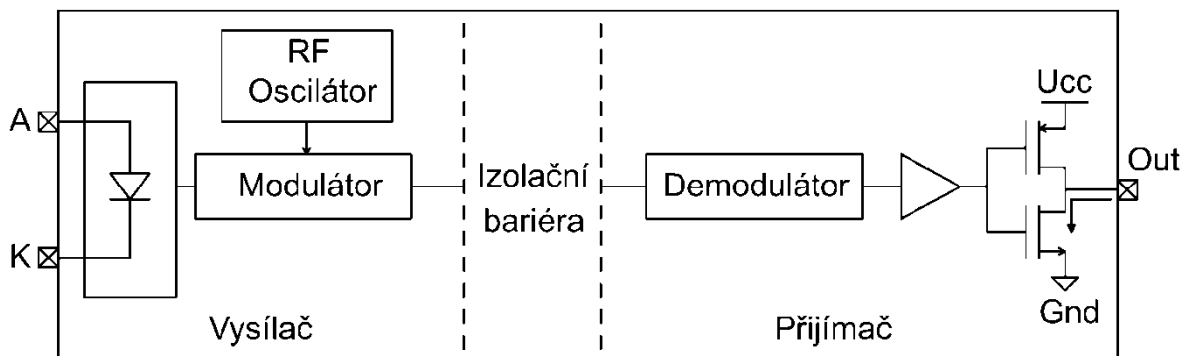 RF
Oscilátor
A
K
Modulátor
Izolační
bariéra
Demodulátor
Ucc
Out
Gnd
Vysílač
Přijímač